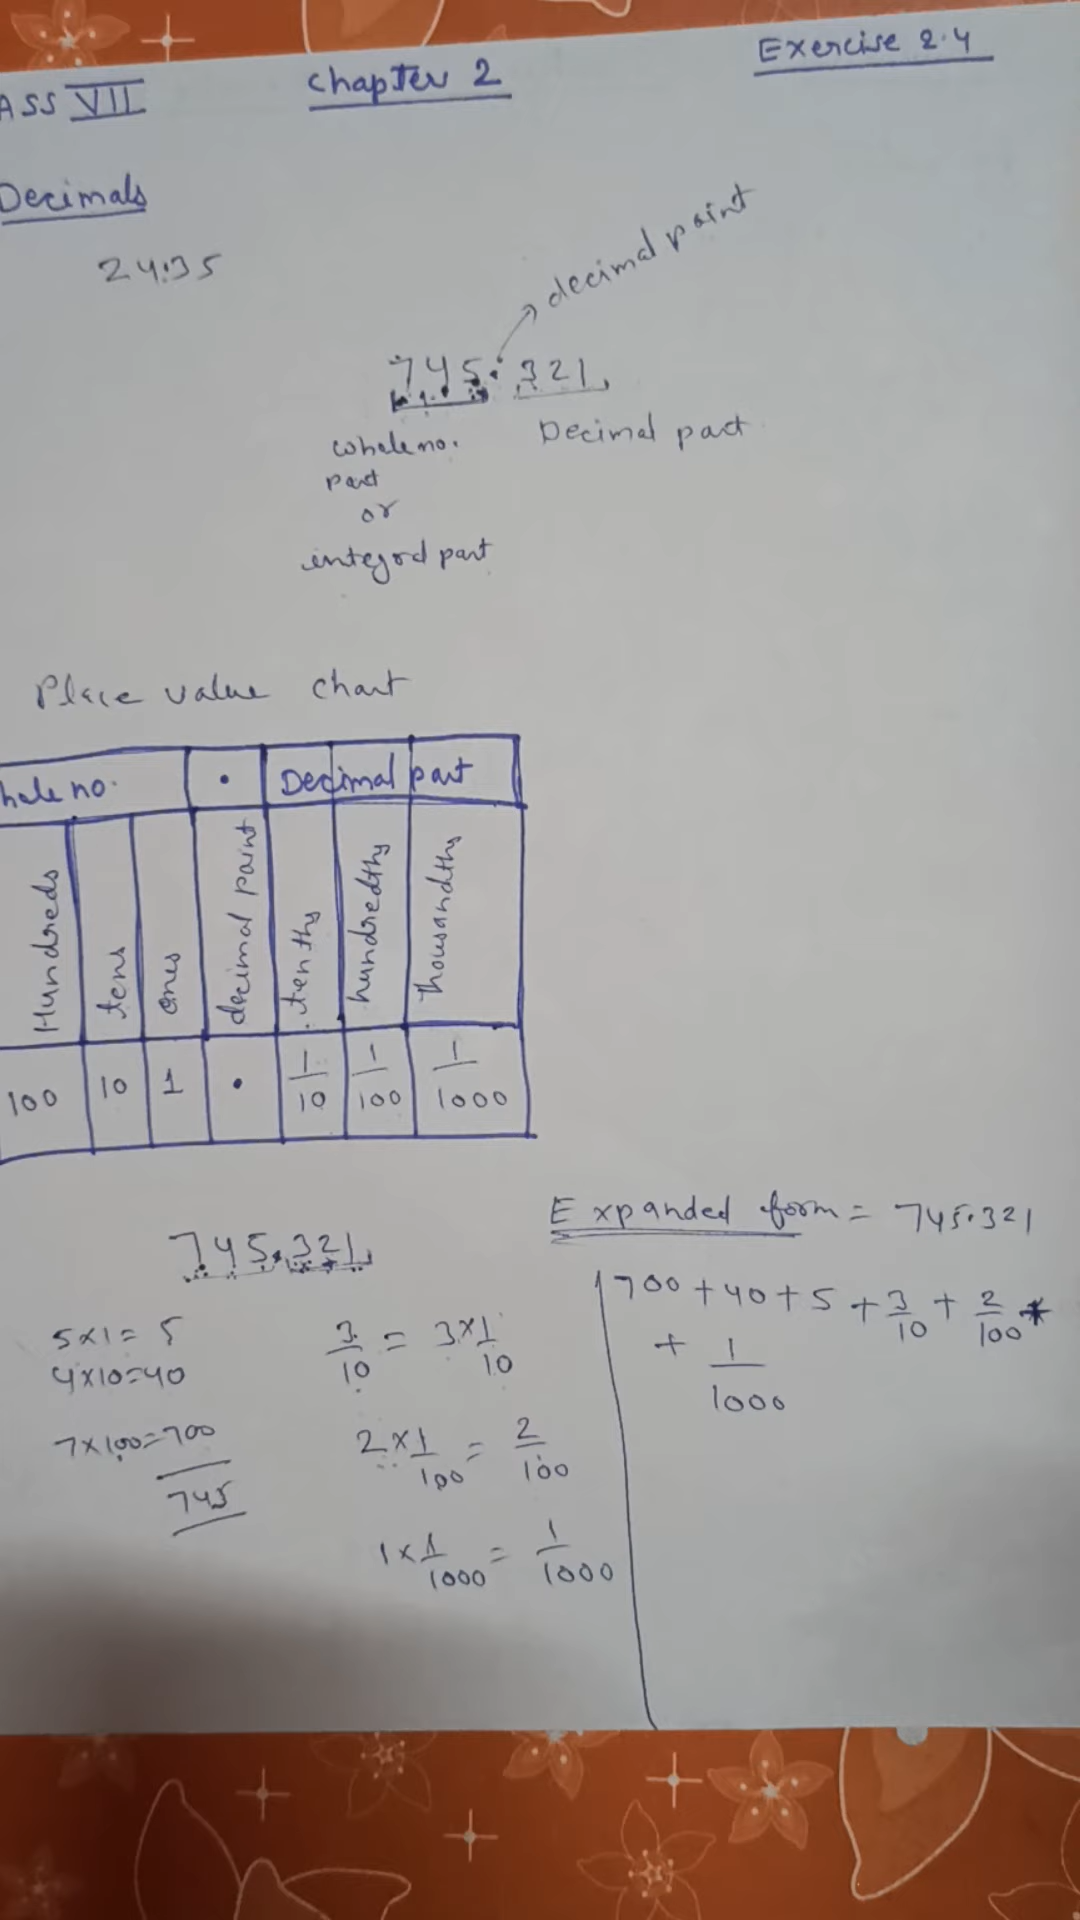 ASS VII Chapter 2 Exercise 2.4
Decimals
24.35
decimal point
745.321
whole no. Decimal part
part
or
integral part
Place value chart
hole no. . Decimal part
Hundreds tens ones decimal point tenths hundredths thousandths
100 10 1 . 1/10 1/100 1/1000
Expanded form = 745.321
745.321
700 + 40 + 5 + 3/10 + 2/100
+ 1/1000
5×1= 5
4×10=40
7×100=700
745
3/10 = 3×1/10
2×1/100 = 2/100
1×1/1000 = 1/1000